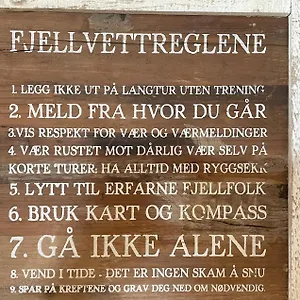 FJELLVETTREGLENE
1. LEGG IKKE UT PÅ LANGTUR UTEN TRENING
2. MELD FRA HVOR DU GÅR
3.VIS RESPEKT FOR VÆR OG VÆRMELDINGER
4. VÆR RUSTET MOT DÅRLIG VÆR SELV PÅ
KORTE TURER; HA ALLTID MED RYGGSEKK
5. LYTT TIL ERFARNE FJELLFOLK
6. BRUK KART OG KOMPASS
7. GÅ IKKE ALENE
8. VEND I TIDE - DET ER INGEN SKAM Å SNU
9. SPAR PÅ KREFTENE OG GRAV DEG NED OM NØDVENDIG.